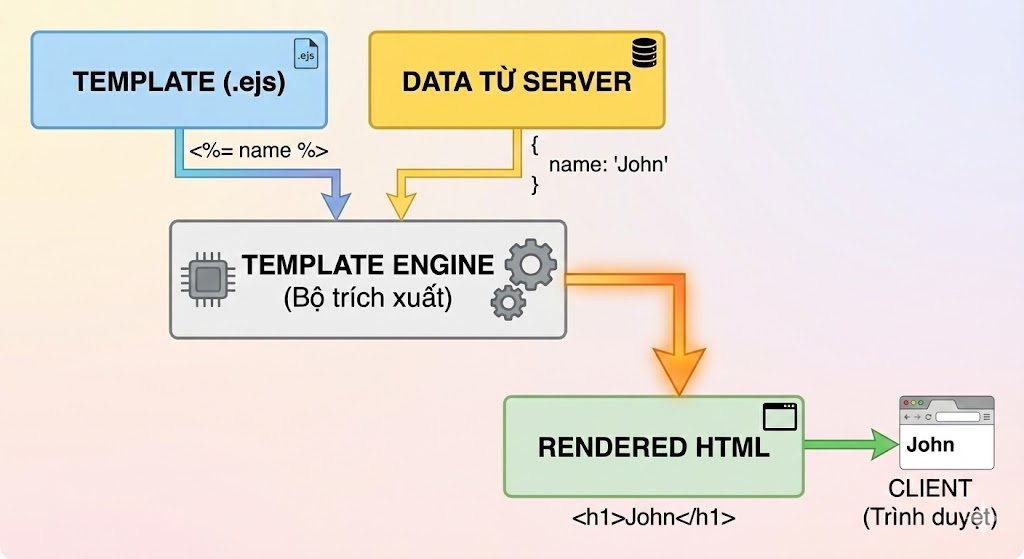 .ejs
TEMPLATE (.ejs)
DATA TỪ SERVER
<%= name %>
{
name: 'John'
}
TEMPLATE ENGINE
(Bộ trích xuất)
RENDERED HTML
John
<h1>John</h1>
CLIENT
(Trình duyệt)